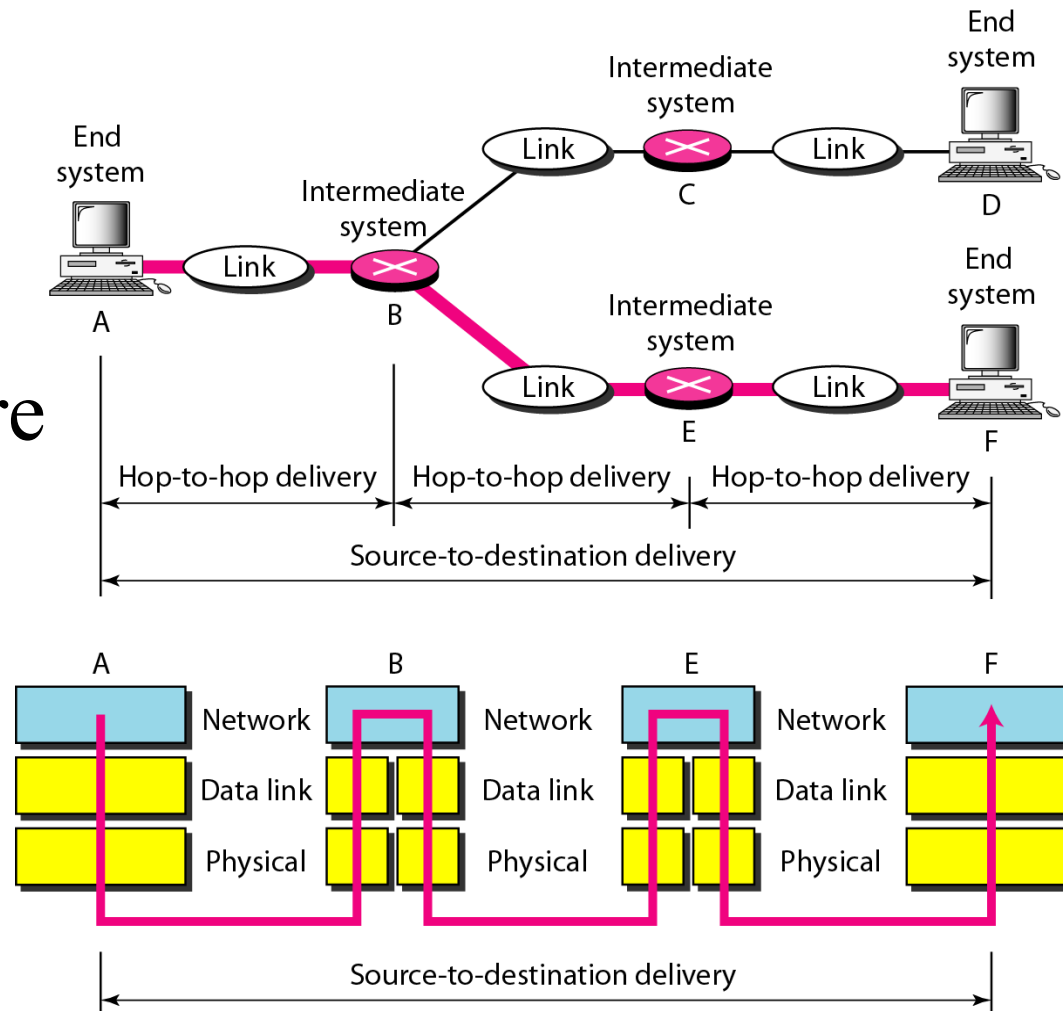 End
system
Intermediate
system
End
system
Link
Link
C
D
Intermediate
system
Link
A
B
End
system
Intermediate
system
Link
Link
E
F
re
Hop-to-hop delivery Hop-to-hop delivery Hop-to-hop delivery
Source-to-destination delivery
A B E F
Network Network Network
Data link Data link Data link
Physical Physical Physical
Source-to-destination delivery